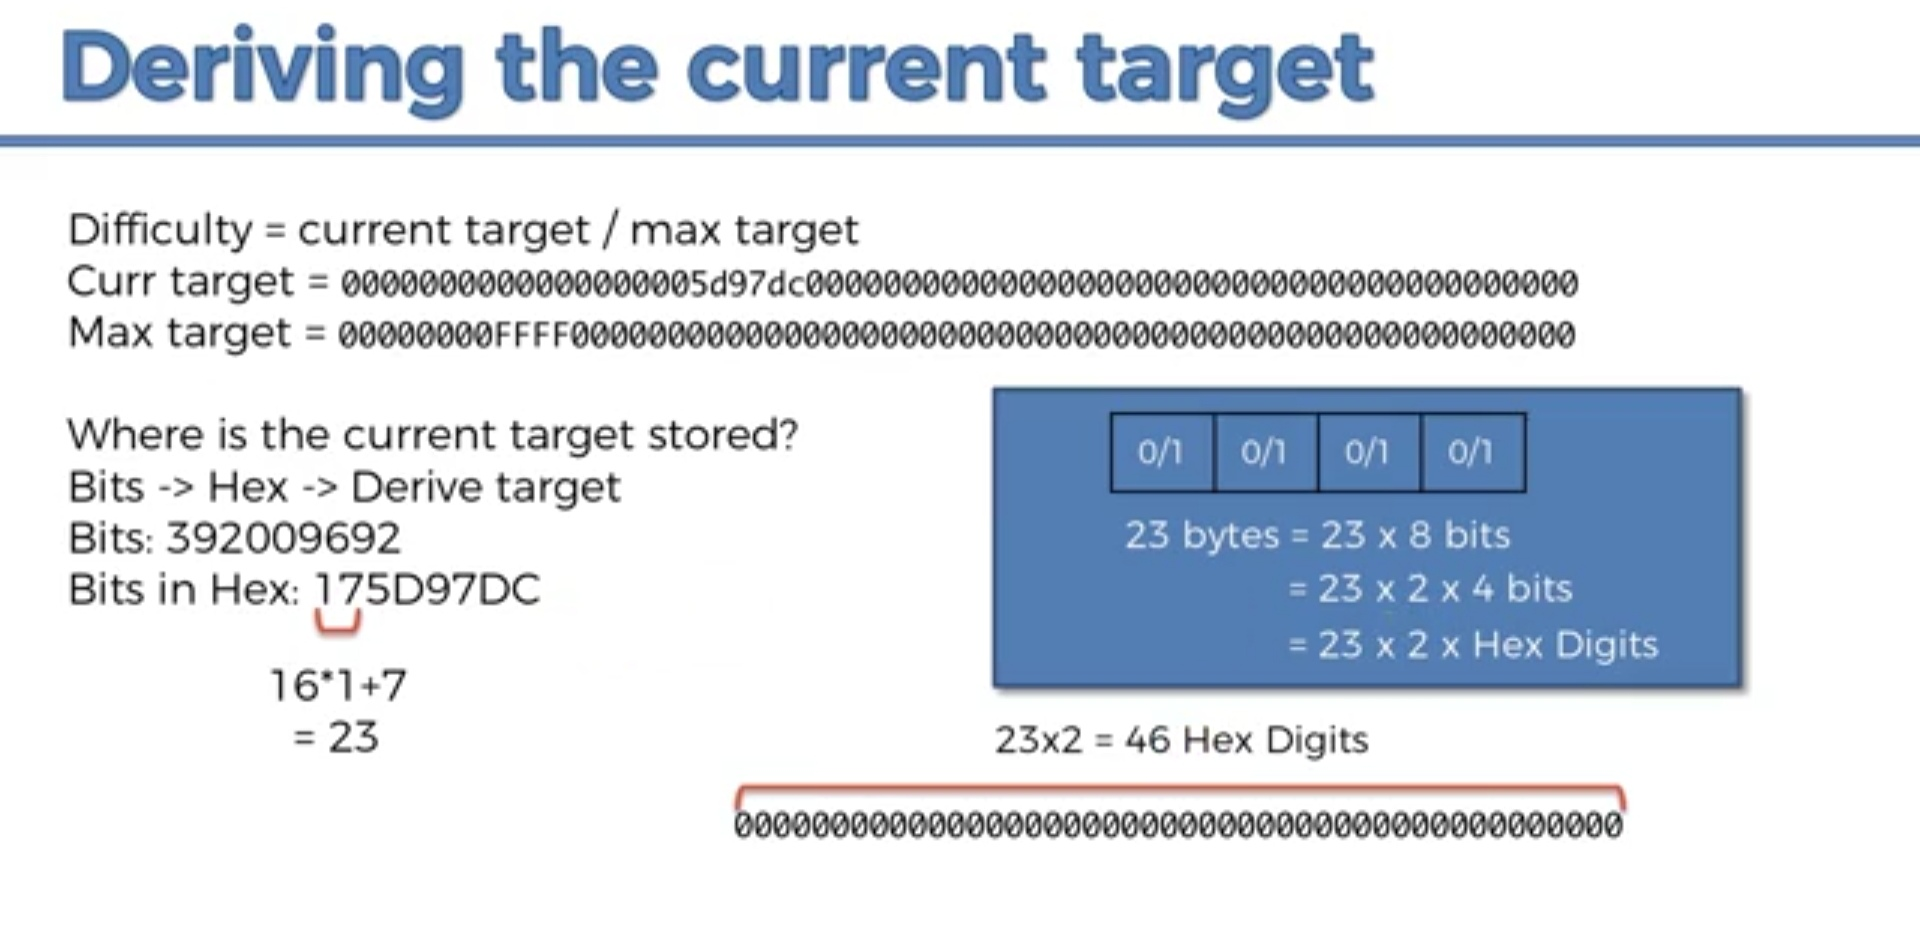 Deriving the current target
Difficulty = current target / max target
Curr target = 0000000000000000005d97dc0000000000000000000000000000000000000000
Max target = 00000000FFFF0000000000000000000000000000000000000000000000000000
Where is the current target stored?
Bits -> Hex -> Derive target
Bits: 392009692
Bits in Hex: 175D97DC
16*1+7
= 23
0/1 0/1 0/1 0/1
23 bytes = 23 x 8 bits
= 23 x 2 x 4 bits
= 23 x 2 x Hex Digits
23x2 = 46 Hex Digits
0000000000000000000000000000000000000000000000